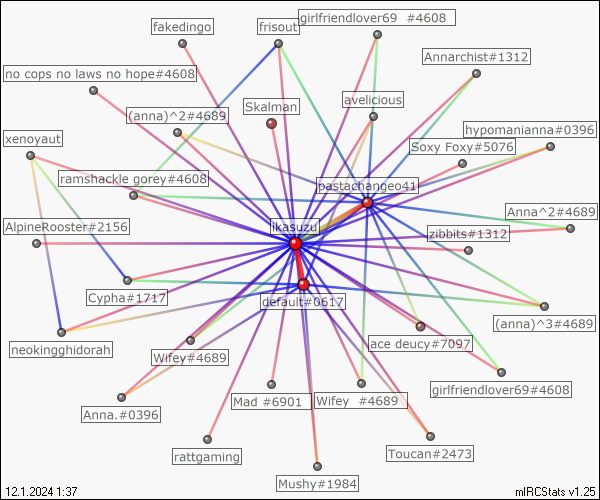 girlfriendlover69 #4608
fakedingo
frisout
Annarchist#1312
no cops no laws no hope#4608
avelicious
Skalman
(anna)^2#4689
hypomanianna#0396
xenoyaut
Soxy Foxy#5076
ramshackle gorey#4608
pastachangeo41
Anna^2#4689
AlpineRooster#2156
likasuzu
zibbits#1312
Cypha#1717
default#0617
(anna)^3#4689
ace deucy#7097
neokingghidorah
Wifey#4689
girlfriendlover69#4608
Mad #6901
Wifey #4689
Anna.#0396
Toucan#2473
rattgaming
Mushy#1984
12.1.2024 1:37
mIRCStats v1.25